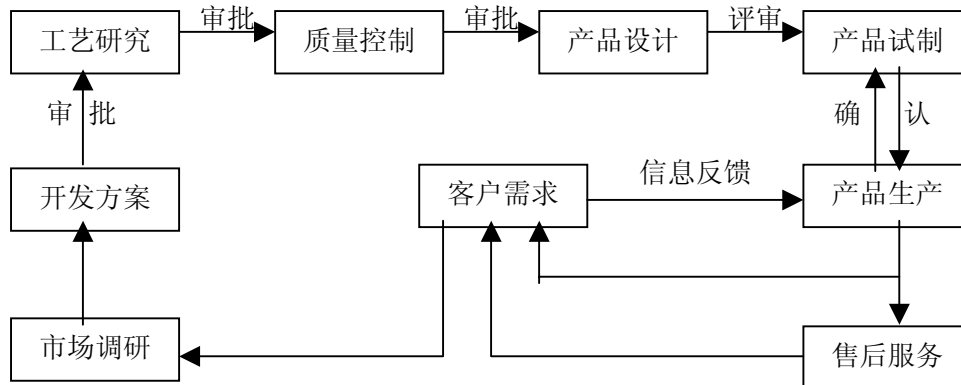 审批
审批
评审
工艺研究
质量控制
产品设计
产品试制
审 批
确 认
开发方案
客户需求
信息反馈
产品生产
市场调研
售后服务